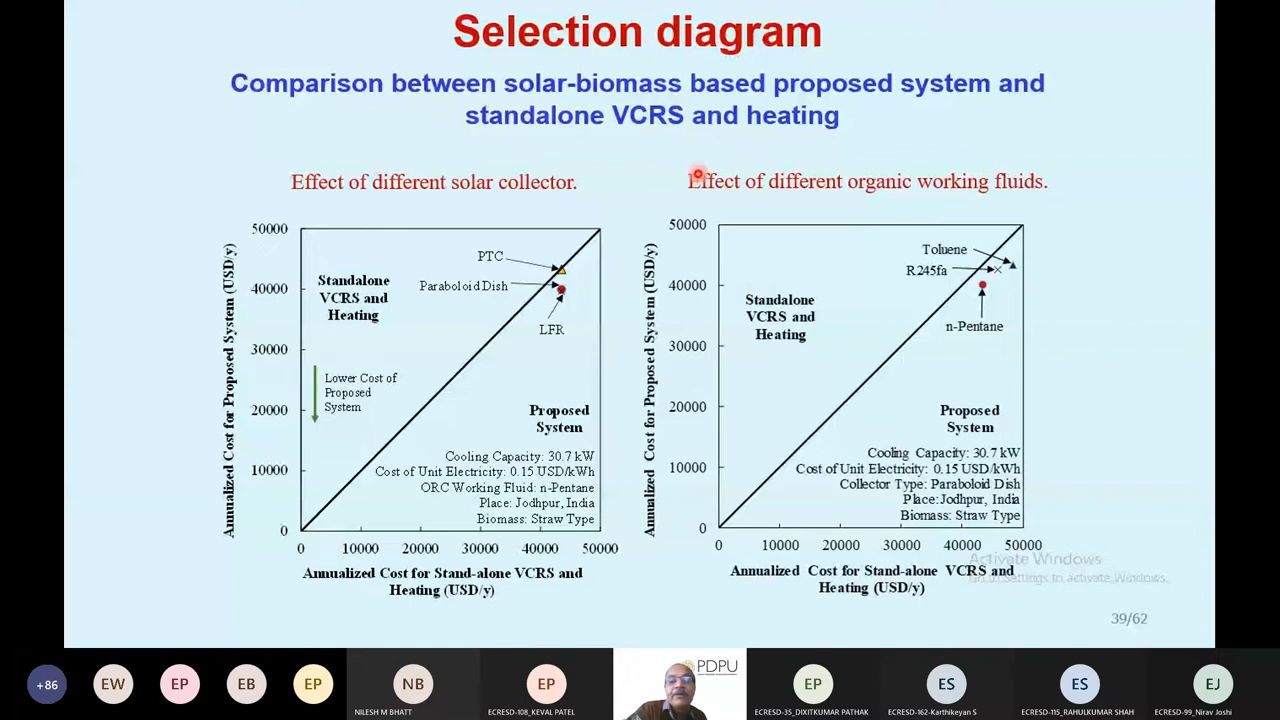 Selection diagram
Comparison between solar-biomass based proposed system and
standalone VCRS and heating
Effect of different solar collector.
Effect of different organic working fluids.
Annualized Cost for Proposed System (USD/y)
50000
40000
30000
20000
10000
0
PTC
Paraboloid Dish
LFR
Standalone
VCRS and
Heating
Lower Cost of
Proposed
System
Proposed
System
Cooling Capacity: 30.7 kW
Cost of Unit Electricity: 0.15 USD/kWh
ORC Working Fluid: n-Pentane
Place: Jodhpur, India
Biomass: Straw Type
0 10000 20000 30000 40000 50000
Annualized Cost for Stand-alone VCRS and
Heating (USD/y)
Annualized Cost for Proposed System (USD/y)
50000
40000
30000
20000
10000
0
Toluene
R245fa
n-Pentane
Standalone
VCRS and
Heating
Proposed
System
Cooling Capacity: 30.7 kW
Cost of Unit Electricity: 0.15 USD/kWh
Collector Type: Paraboloid Dish
Place:Jodhpur, India
Biomass: Straw Type
0 10000 20000 30000 40000 50000
Annualized Cost for Stand-alone VCRS and
Heating (USD/y)
Activate Windows
Go to Settings to activate Windows.
39/62
+86
EW
EP
EB
EP
NB
NILESH M BHATT
EP
ECRESD-108_KEVAL PATEL
PDPU
EP
ECRESD-35_DIXITKUMAR PATHAK
ES
ECRESD-162-Karthikeyan S
ES
ECRESD-115_RAHULKUMAR SHAH
EJ
ECRESD-99_Nirav Joshi